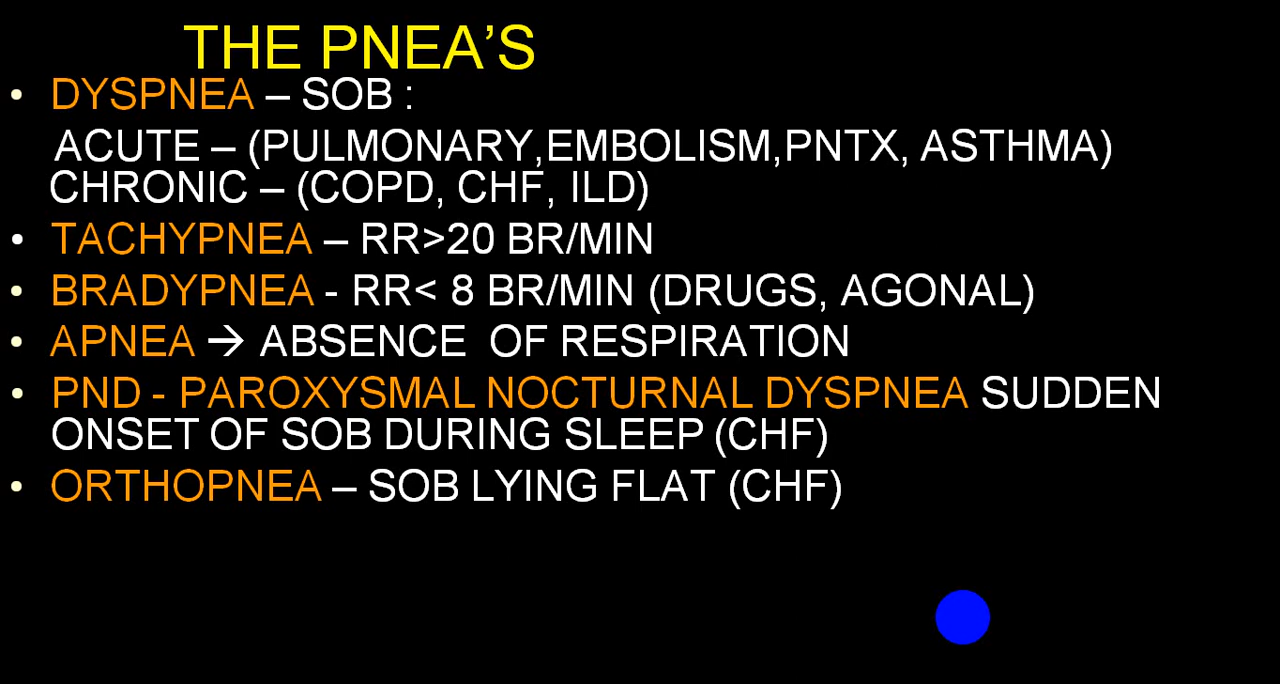 THE PNEA'S
• DYSPNEA – SOB :
ACUTE – (PULMONARY,EMBOLISM,PNTX, ASTHMA)
CHRONIC – (COPD, CHF, ILD)
• TACHYPNEA – RR>20 BR/MIN
• BRADYPNEA - RR< 8 BR/MIN (DRUGS, AGONAL)
• APNEA → ABSENCE OF RESPIRATION
• PND - PAROXYSMAL NOCTURNAL DYSPNEA SUDDEN
ONSET OF SOB DURING SLEEP (CHF)
• ORTHOPNEA – SOB LYING FLAT (CHF)